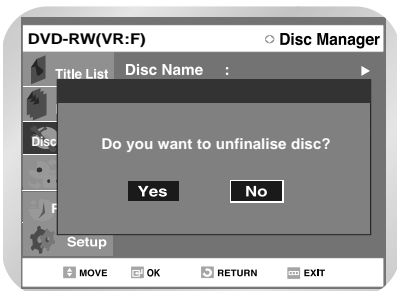 DVD-RW(VR:F) Disc Manager
Title List Disc Name : 
Disc
Do you want to unfinalise disc?
Yes No
Setup
MOVE OK RETURN EXIT